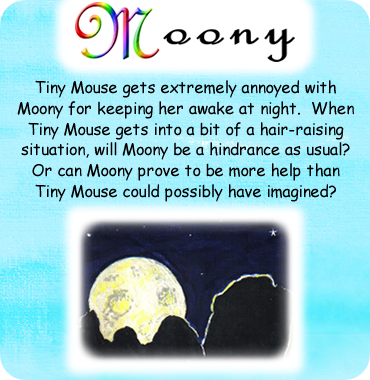 Moony
Tiny Mouse gets extremely annoyed with
Moony for keeping her awake at night.  When
Tiny Mouse gets into a bit of a hair-raising
situation, will Moony be a hindrance as usual?
Or can Moony prove to be more help than
Tiny Mouse could possibly have imagined?